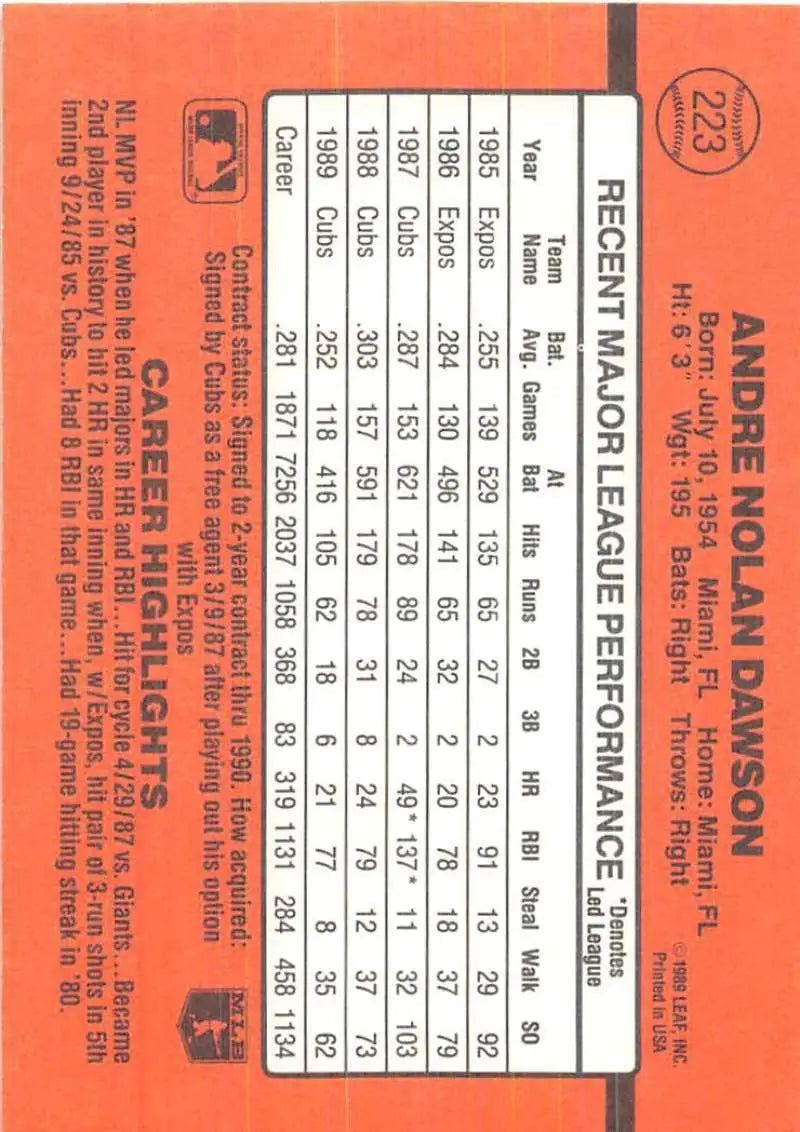 223
ANDRE NOLAN DAWSON
Born: July 10, 1954 Miami, FL Home: Miami, FL
Ht: 6'3" Wgt: 195 Bats: Right Throws: Right
© 1989 LEAF, INC.
Printed in USA
RECENT MAJOR LEAGUE PERFORMANCE *Denotes Led League
Year Team Name Bat. Avg. Games At Bat Hits Runs 2B 3B HR RBI Steal Walk SO
1985 Expos .255 139 529 135 65 27 2 23 91 13 29 92
1986 Expos .284 130 496 141 65 32 2 20 78 18 37 79
1987 Cubs .287 153 621 178 89 24 2 49* 137* 11 32 103
1988 Cubs .303 157 591 179 78 31 8 24 79 12 37 73
1989 Cubs .252 118 416 105 62 18 6 21 77 8 35 62
Career .281 1871 7256 2037 1058 368 83 319 1131 284 458 1134
Contract status: Signed to 2-year contract thru 1990. How acquired:
Signed by Cubs as a free agent 3/9/87 after playing out his option
with Expos
MLB
CAREER HIGHLIGHTS
NL MVP in '87 when he led majors in HR and RBI...Hit for cycle 4/29/87 vs. Giants...Became
2nd player in history to hit 2 HR in same inning when, w/Expos, hit pair of 3-run shots in 5th
inning 9/24/85 vs. Cubs...Had 8 RBI in that game...Had 19-game hitting streak in '80.